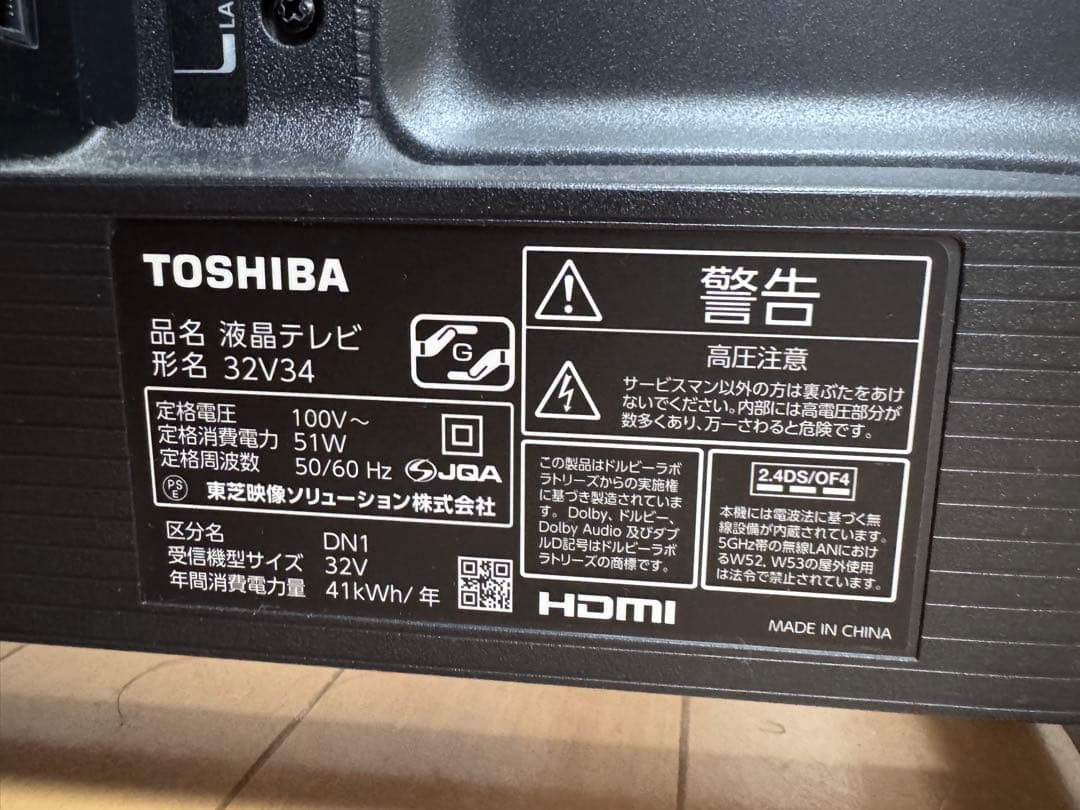 LA
TOSHIBA
品名 液晶テレビ
形名 32V34
G
定格電圧 100V～
定格消費電力 51W
定格周波数 50/60 Hz
JQA
PS
E
東芝映像ソリューション株式会社
区分名 DN1
受信機型サイズ 32V
年間消費電力量 41kWh/年
警告
高圧注意
サービスマン以外の方は裏ぶたをあけ
ないでください。内部には高電圧部分が
数多くあり、万一さわると危険です。
この製品はドルビーラボ
ラトリーズからの実施権
に基づき製造されていま
す。Dolby、ドルビー、
Dolby Audio 及びダブ
ルD記号はドルビーラボ
ラトリーズの商標です。
2.4DS/OF4
本機には電波法に基づく無
線設備が内蔵されています。
5GHz帯の無線LANにおけ
るW52，W53の屋外使用
は法令で禁止されています。
HDMI
MADE IN CHINA